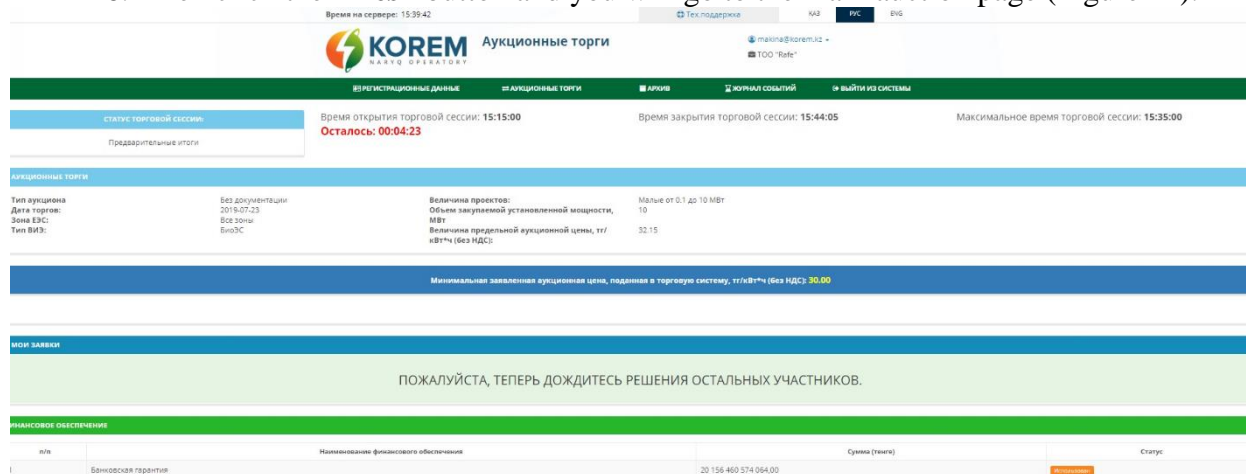 Время на сервере: 15:39:42
Тех.поддержка
КАЗ
РУС
ENG
KOREM
NARYQ OPERATORY
Аукционные торги
makina@korem.kz
ТОО "Refe"
РЕГИСТРАЦИОННЫЕ ДАННЫЕ
АУКЦИОННЫЕ ТОРГИ
АРХИВ
ЖУРНАЛ СОБЫТИЙ
ВЫЙТИ ИЗ СИСТЕМЫ
СТАТУС ТОРГОВОЙ СЕССИИ:
Предварительные итоги
Время открытия торговой сессии: 15:15:00
Осталось: 00:04:23
Время закрытия торговой сессии: 15:44:05
Максимальное время торговой сессии: 15:35:00
АУКЦИОННЫЕ ТОРГИ
Тип аукциона Без документации
Дата торгов: 2019-07-23
Зона ЕЭС: Все зоны
Тип ВИЭ: БиоЭС
Величина проектов: Малые от 0.1 до 10 МВт
Объем закупаемой установленной мощности, 10
МВт
Величина предельной аукционной цены, тг/ 32.15
кВт*ч (без НДС):
Минимальная заявленная аукционная цена, поданная в торговую систему, тг/кВт*ч (без НДС): 30.00
МОИ ЗАЯВКИ
ПОЖАЛУЙСТА, ТЕПЕРЬ ДОЖДИТЕСЬ РЕШЕНИЯ ОСТАЛЬНЫХ УЧАСТНИКОВ.
ИНАНСОВОЕ ОБЕСПЕЧЕНИЕ
п/п Наименование финансового обеспечения Сумма (тенге) Статус
Банковская гарантия 20 156 460 574 064,00 Использован